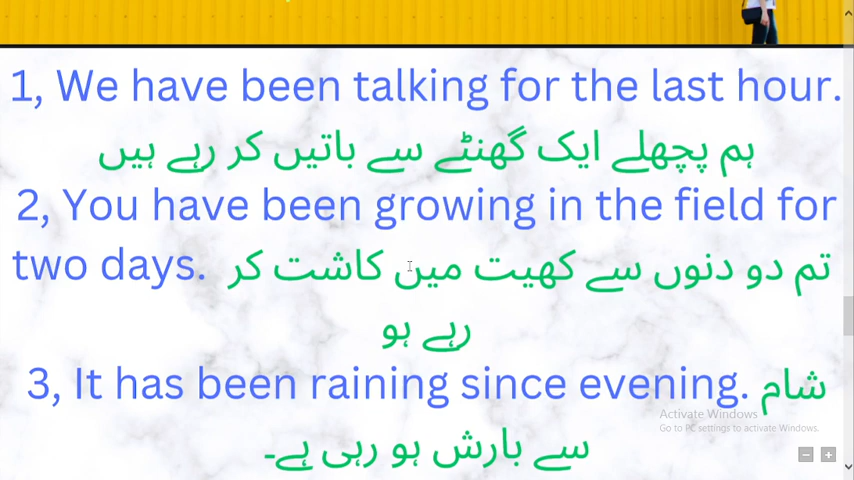 1, We have been talking for the last hour.
ہم پچھلے ایک گھنٹے سے باتیں کر رہے ہیں
2, You have been growing in the field for
two days. تم دو دنوں سے کھیت میں کاشت کر
رہے ہو
3, It has been raining since evening. شام
سے بارش ہو رہی ہے۔
Activate Windows
Go to PC settings to activate Windows.